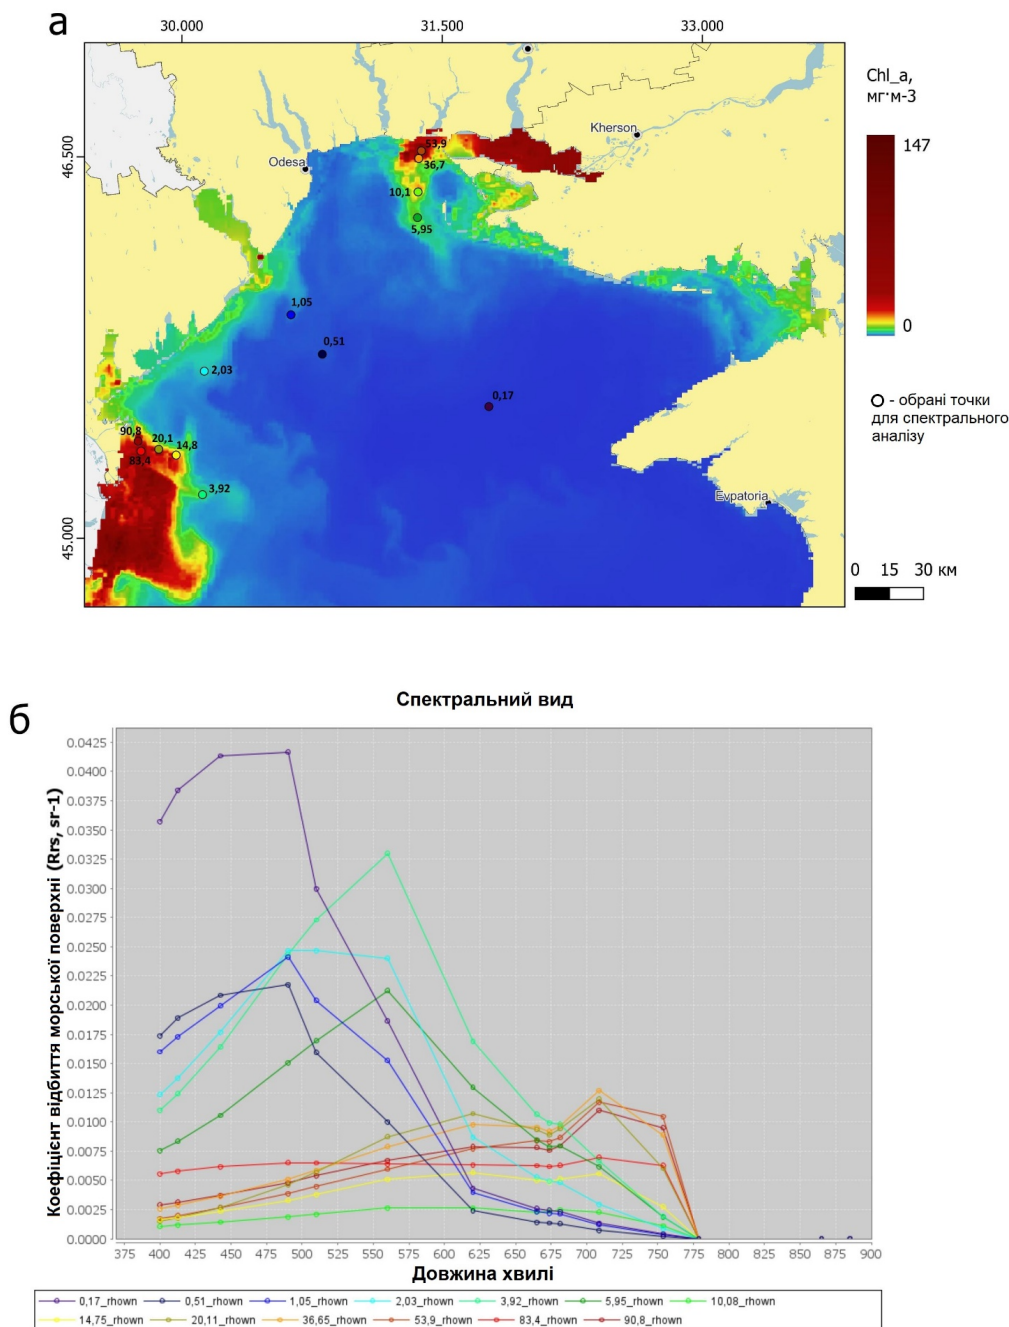 а
30.000 31.500 33.000
Chl_a,
мг·м-3
147
0
46.500
45.000
Odesa
Kherson
Evpatoria
53,9
36,7
10,1
5,95
1,05
0,51
2,03
0,17
90,8
20,1
14,8
83,4
3,92
- обрані точки
для спектрального
аналізу
0 15 30 км
б
Спектральний вид
Коефіцієнт відбиття морської поверхні (Rrs, sr-1)
0.0425
0.0400
0.0375
0.0350
0.0325
0.0300
0.0275
0.0250
0.0225
0.0200
0.0175
0.0150
0.0125
0.0100
0.0075
0.0050
0.0025
0.0000
375 400 425 450 475 500 525 550 575 600 625 650 675 700 725 750 775 800 825 850 875 900
Довжина хвилі
0,17_rhown 0,51_rhown 1,05_rhown 2,03_rhown 3,92_rhown 5,95_rhown 10,08_rhown
14,75_rhown 20,11_rhown 36,65_rhown 53,9_rhown 83,4_rhown 90,8_rhown